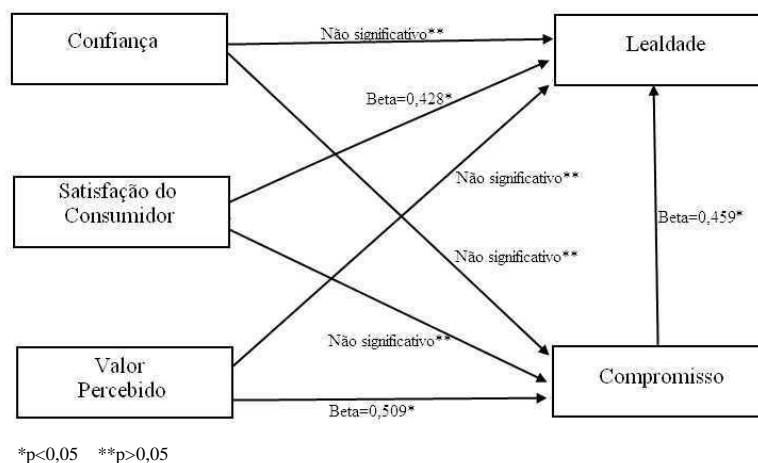 Confiança
Não significativo**
Lealdade
Beta=0,428*
Satisfação do
Consumidor
Não significativo**
Beta=0,459*
Não significativo**
Valor
Percebido
Não significativo**
Compromisso
Beta=0,509*
*p<0,05 **p>0,05